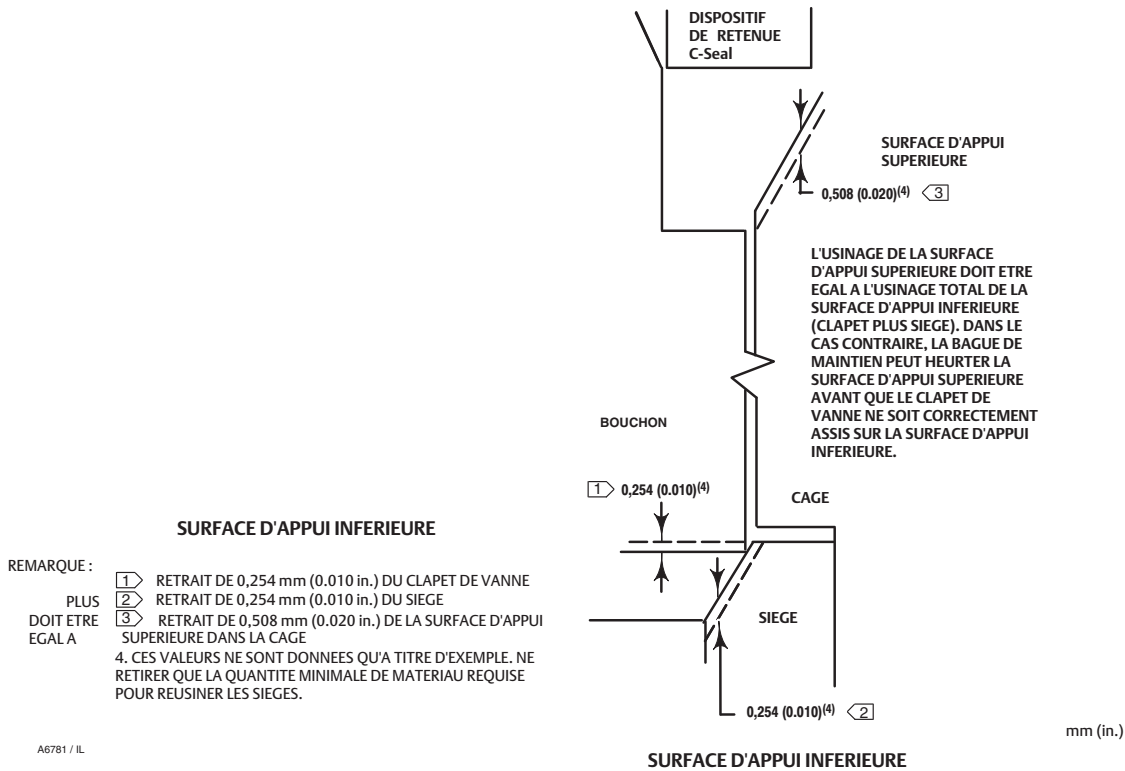 DISPOSITIF
DE RETENUE
C-Seal
SURFACE D'APPUI
SUPERIEURE
0,508 (0.020)(4) 3
L'USINAGE DE LA SURFACE
D'APPUI SUPERIEURE DOIT ETRE
EGAL A L'USINAGE TOTAL DE LA
SURFACE D'APPUI INFERIEURE
(CLAPET PLUS SIEGE). DANS LE
CAS CONTRAIRE, LA BAGUE DE
MAINTIEN PEUT HEURTER LA
SURFACE D'APPUI SUPERIEURE
AVANT QUE LE CLAPET DE
VANNE NE SOIT CORRECTEMENT
ASSIS SUR LA SURFACE D'APPUI
INFERIEURE.
BOUCHON
1 0,254 (0.010)(4)
CAGE
SIEGE
0,254 (0.010)(4) 2
SURFACE D'APPUI INFERIEURE
REMARQUE :
1 RETRAIT DE 0,254 mm (0.010 in.) DU CLAPET DE VANNE
PLUS 2 RETRAIT DE 0,254 mm (0.010 in.) DU SIEGE
DOIT ETRE 3 RETRAIT DE 0,508 mm (0.020 in.) DE LA SURFACE D'APPUI
EGAL A SUPERIEURE DANS LA CAGE
4. CES VALEURS NE SONT DONNEES QU'A TITRE D'EXEMPLE. NE
RETIRER QUE LA QUANTITE MINIMALE DE MATERIAU REQUISE
POUR REUSINER LES SIEGES.
mm (in.)
A6781 / IL
SURFACE D'APPUI INFERIEURE